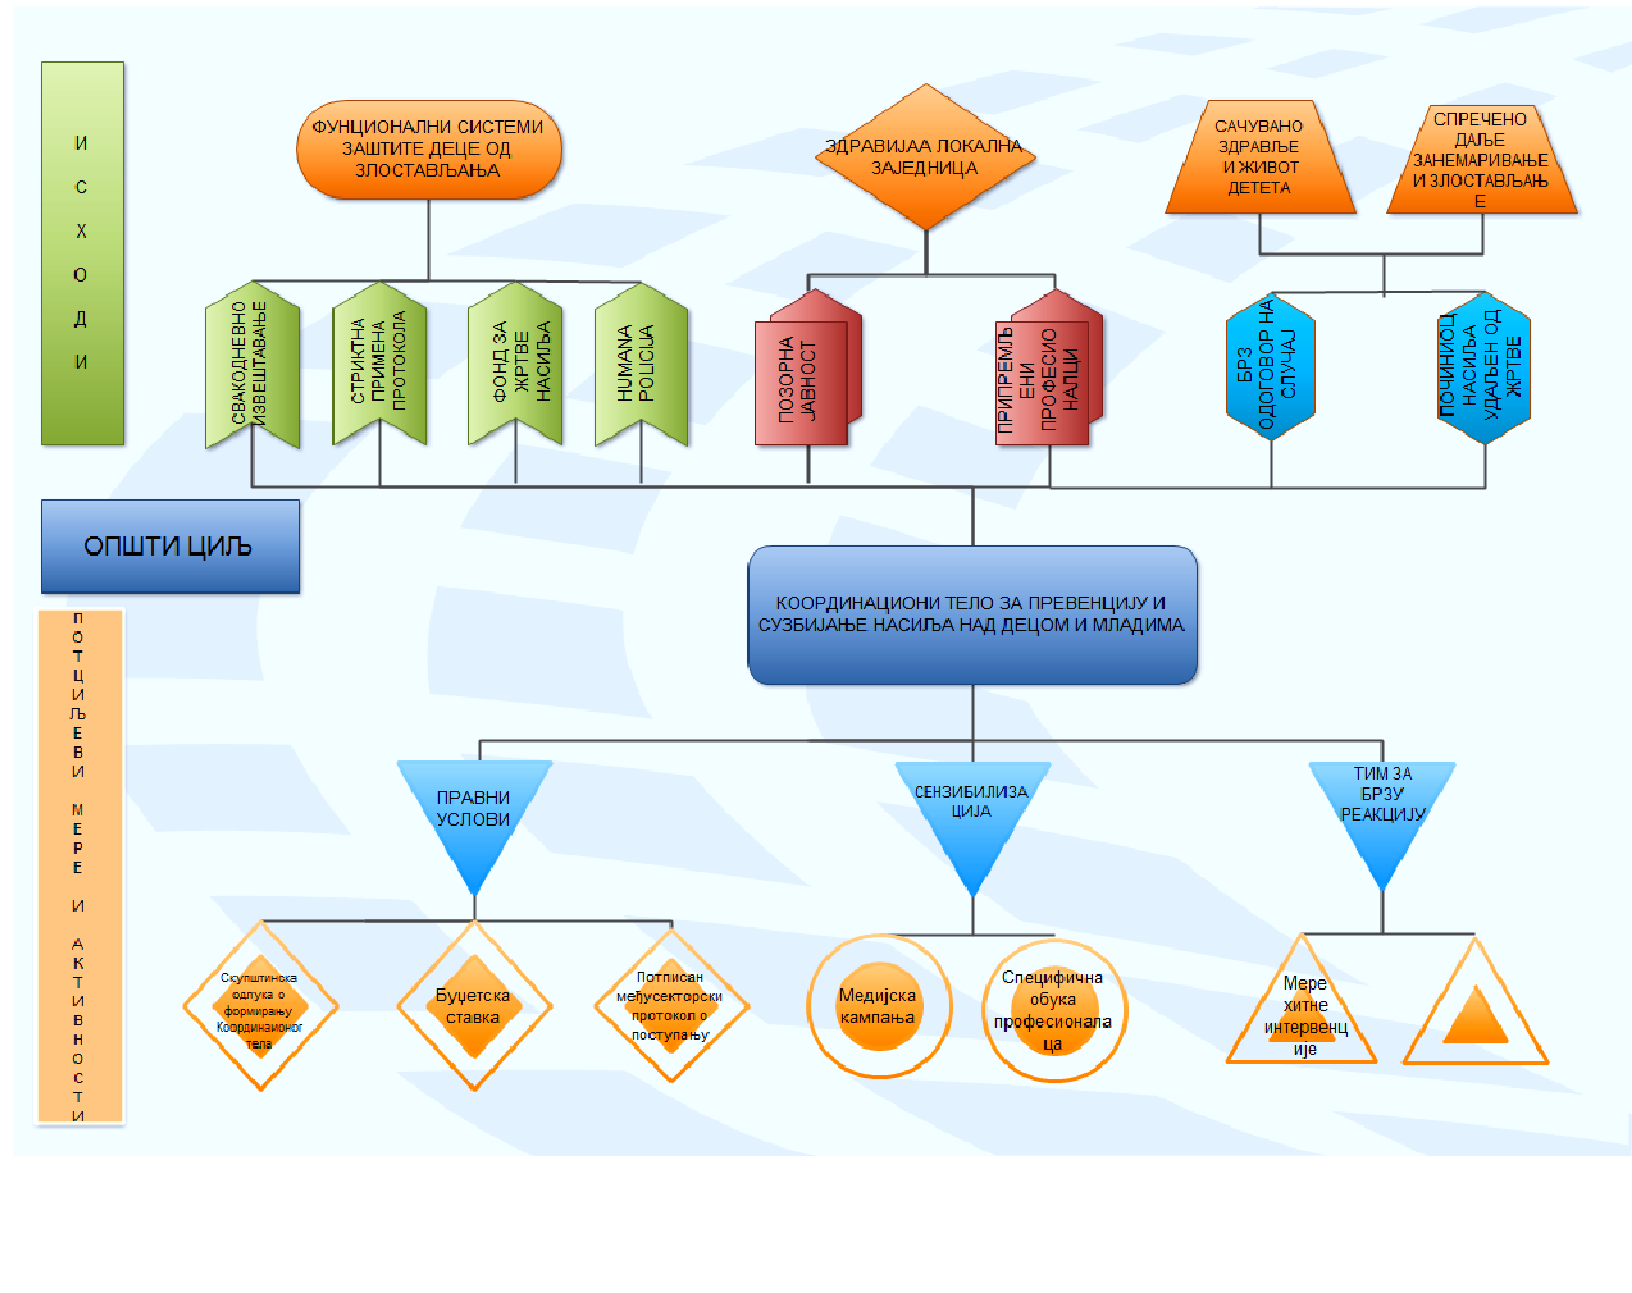 И
С
Х
О
Д
И
ФУНЦИОНАЛНИ СИСТЕМИ
ЗАШТИТЕ ДЕЦЕ ОД
ЗЛОСТАВЉАЊА
ЗДРАВИЈАА ЛОКАЛНА
ЗАЈЕДНИЦА
САЧУВАНО
ЗДРАВЉЕ
И ЖИВОТ
ДЕТЕТА
СПРЕЧЕНО
ДАЉЕ
ЗАНЕМАРИВАЊЕ
И ЗЛОСТАВЉАЊ
Е
СВАКОДНЕВНО
ИЗВЕШТАВАЊЕ
СТРИКТНА
ПРИМЕНА
ПРОТОКОЛА
ФОНД ЗА
ЖРТВЕ
НАСИЉА
HUMANA
POLICIJA
ПОЗОРНА
ЈАВНОСТ
ПРИПРЕМЉ
ЕНИ
ПРОФЕСИО
НАЛЦИ
БРЗ
ОДОГОВОР НА
СЛУЧАЈ
ПОЧИНИОЦ
НАСИЉА
УДАЉЕН ОД
ЖРТВЕ
ОПШТИ ЦИЉ
КООРДИНАЦИОНИ ТЕЛО ЗА ПРЕВЕНЦИЈУ И
СУЗБИЈАЊЕ НАСИЉА НАД ДЕЦОМ И МЛАДИМА.
П
О
Т
Ц
И
Љ
Е
В
И
М
Е
Р
Е
И
А
К
Т
И
В
Н
О
С
Т
И
ПРАВНИ
УСЛОВИ
СЕНЗИБИЛИЗА
ЦИЈА
ТИМ ЗА
БРЗУ
РЕАКЦИЈУ
Скупштинска
одлука о
формирању
Координаионог
тела
Буџетска
ставка
Потписан
међусекторски
протокол о
поступању
Медијска
кампања
Специфична
обука
професионала
ца
Мере
хитне
интервенц
ије